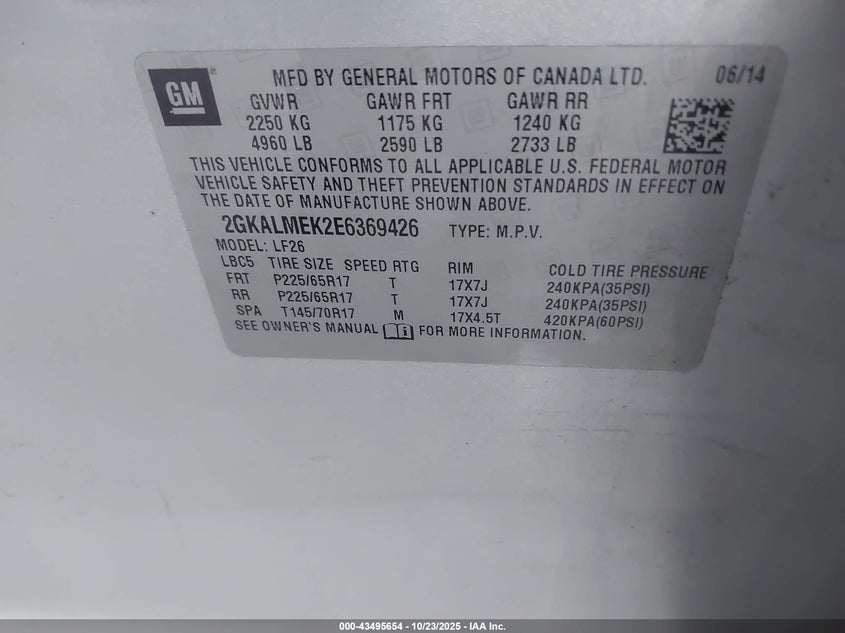 GM
MFD BY GENERAL MOTORS OF CANADA LTD. 06/14
GVWR GAWR FRT GAWR RR
2250 KG 1175 KG 1240 KG
4960 LB 2590 LB 2733 LB
THIS VEHICLE CONFORMS TO ALL APPLICABLE U.S. FEDERAL MOTOR
VEHICLE SAFETY AND THEFT PREVENTION STANDARDS IN EFFECT ON
THE DATE OF MANUFACTURE SHOWN ABOVE.
2GKALMEK2E6369426 TYPE: M.P.V.
MODEL: LF26
LBC5 TIRE SIZE SPEED RTG RIM COLD TIRE PRESSURE
FRT P225/65R17 T 17X7J 240KPA(35PSI)
RR P225/65R17 T 17X7J 240KPA(35PSI)
SPA T145/70R17 M 17X4.5T 420KPA(60PSI)
SEE OWNER'S MANUAL FOR MORE INFORMATION.
000-43495654 - 10/23/2025 - IAA Inc.